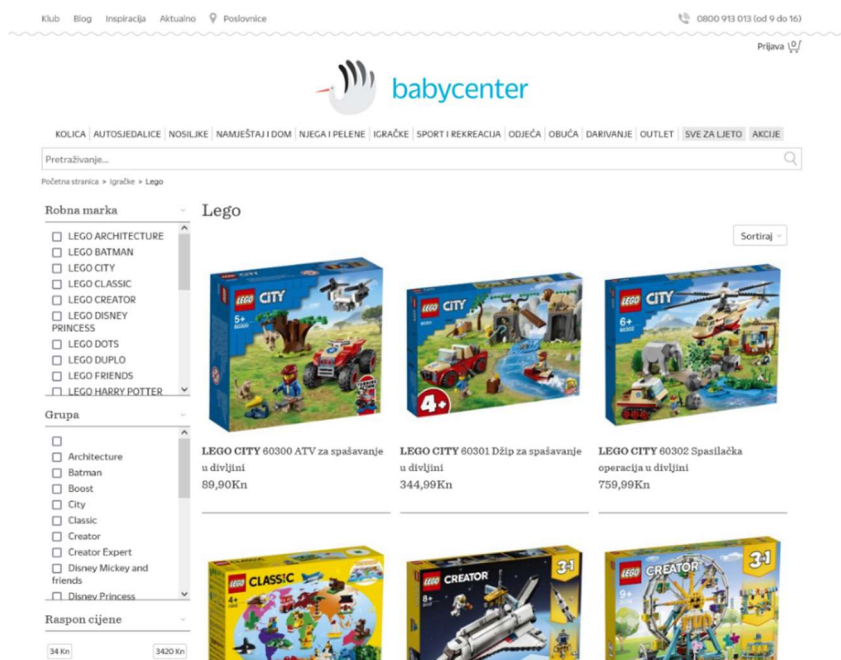 Klub Blog Inspiracija Aktualno Poslovnice
0800 913 013 (od 9 do 16)
Prijava 0
babycenter
KOLICA AUTOSJEDALICE NOSILJKE NAMJEŠTAJ I DOM NJEGA I PELENE IGRAČKE SPORT I REKREACIJA ODJEĆA OBUĆA DARIVANJE OUTLET SVE ZA LJETO AKCIJE
Pretraživanje...
Početna stranica > Igračke > Lego
Robna marka
LEGO ARCHITECTURE
LEGO BATMAN
LEGO CITY
LEGO CLASSIC
LEGO CREATOR
LEGO DISNEY
PRINCESS
LEGO DOTS
LEGO DUPLO
LEGO FRIENDS
LEGO HARRY POTTER
Grupa
Architecture
Batman
Boost
City
Classic
Creator
Creator Expert
Disney Mickey and
friends
Disney Princess
Raspon cijene
34 Kn 3420 Kn
Lego
Sortiraj
LEGO CITY
5+
60300
LEGO CITY
4+
LEGO CITY
6+
60302
LEGO CITY 60300 ATV za spašavanje
u divljini
89,90Kn
LEGO CITY 60301 Džip za spašavanje
u divljini
344,99Kn
LEGO CITY 60302 Spasilačka
operacija u divljini
759,99Kn
LEGO CLASSIC
4+
LEGO CREATOR
3in1
8+
LEGO CREATOR
3in1
9+